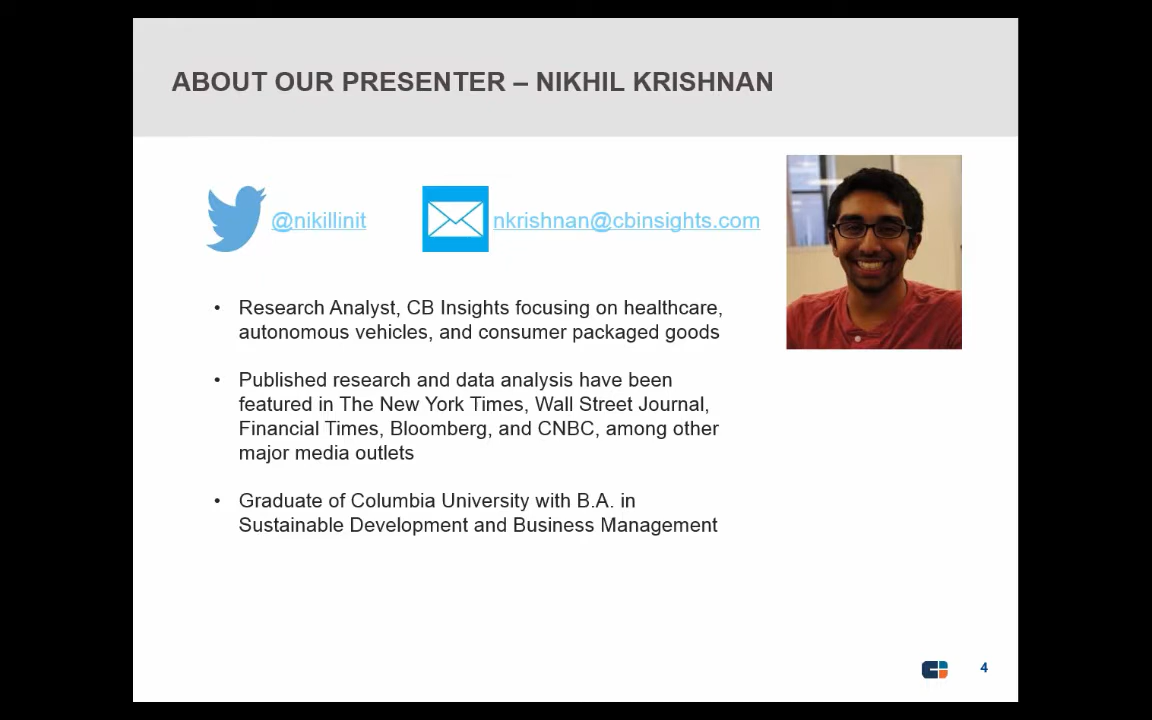 ABOUT OUR PRESENTER – NIKHIL KRISHNAN
@nikillinit
nkrishnan@cbinsights.com
• Research Analyst, CB Insights focusing on healthcare,
autonomous vehicles, and consumer packaged goods
• Published research and data analysis have been
featured in The New York Times, Wall Street Journal,
Financial Times, Bloomberg, and CNBC, among other
major media outlets
• Graduate of Columbia University with B.A. in
Sustainable Development and Business Management
4